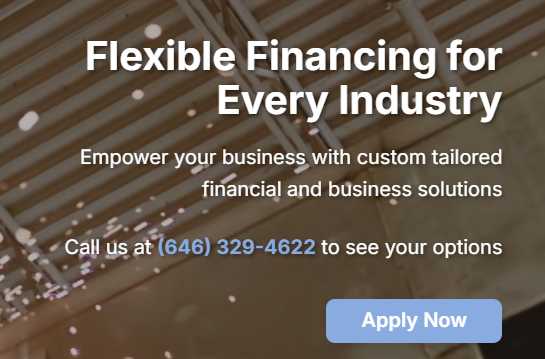 Flexible Financing for
Every Industry
Empower your business with custom tailored
financial and business solutions
Call us at (646) 329-4622 to see your options
Apply Now